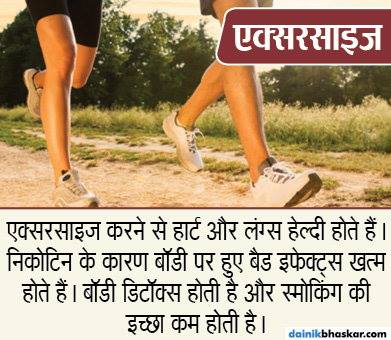 एक्सरसाइज
एक्सरसाइज करने से हार्ट और लंग्स हेल्दी होते हैं।
निकोटिन के कारण बॉडी पर हुए बैड इफेक्ट्स खत्म
होते हैं। बॉडी डिटॉक्स होती है और स्मोकिंग की
इच्छा कम होती है।
dainikbhaskar.com